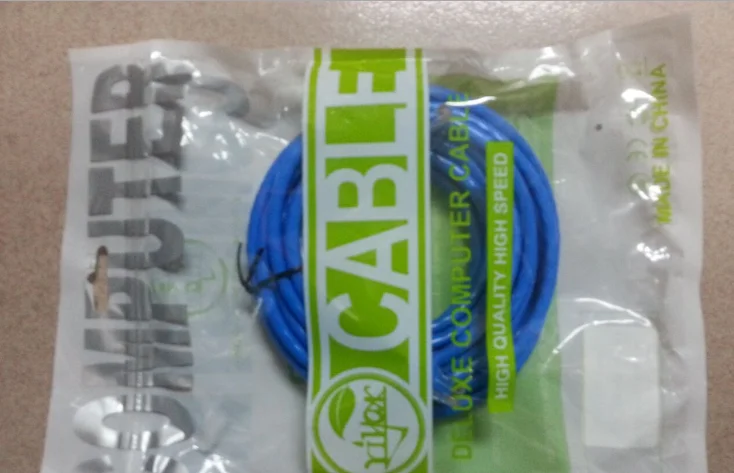 COMPUTER
CABLE
DELUXE COMPUTER CABLE
HIGH QUALITY HIGH SPEED
MADE IN CHINA